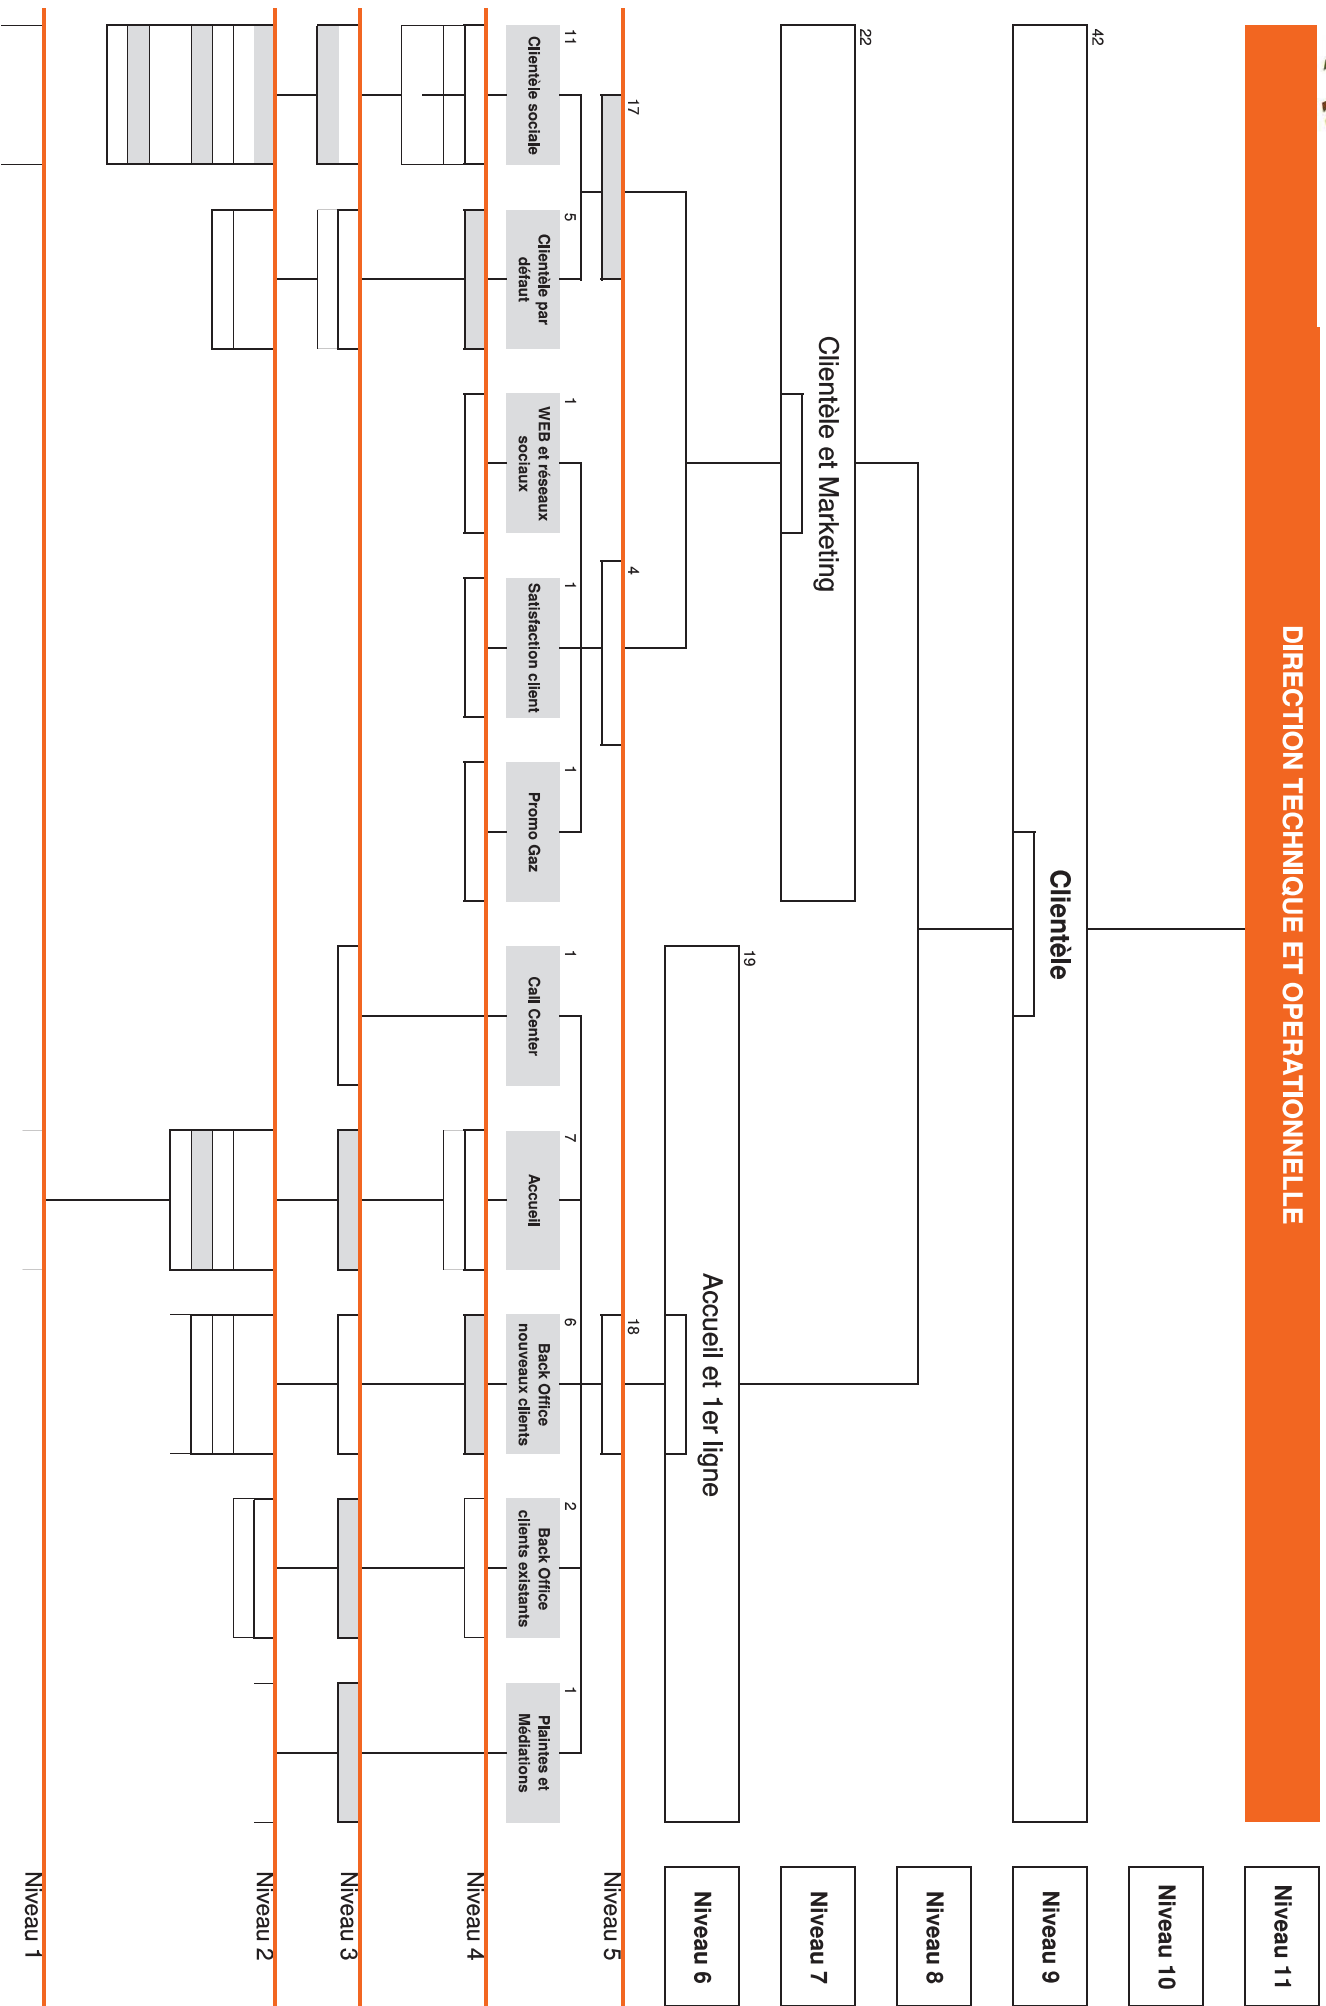 DIRECTION TECHNIQUE ET OPERATIONNELLE
Niveau 11
Niveau 10
42
Clientèle
Niveau 9
Niveau 8
22
Clientèle et Marketing
Niveau 7
19
Accueil et 1er ligne
Niveau 6
17
4
18
Niveau 5
11
Clientèle sociale
5
Clientèle par
défaut
1
WEB et réseaux
sociaux
1
Satisfaction client
1
Promo Gaz
1
Call Center
7
Accueil
6
Back Office
nouveaux clients
2
Back Office
clients existants
1
Plaintes et
Médiations
Niveau 4
Niveau 3
Niveau 2
Niveau 1